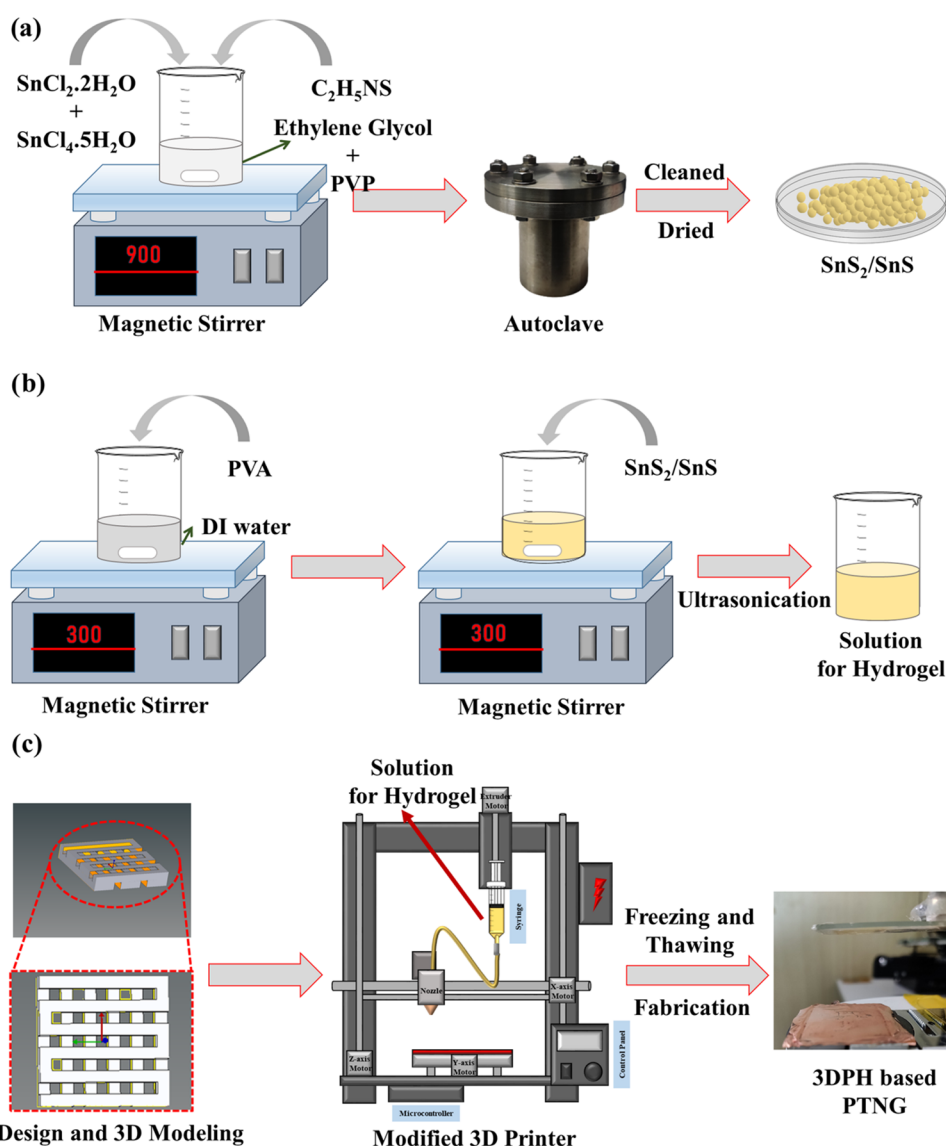 (a)
SnCl₂.2H₂O
+
SnCl₄.5H₂O
C₂H₅NS
Ethylene Glycol
+
PVP
900
Magnetic Stirrer
Autoclave
Cleaned
Dried
SnS₂/SnS
(b)
PVA
DI water
300
Magnetic Stirrer
SnS₂/SnS
300
Magnetic Stirrer
Ultrasonication
Solution
for Hydrogel
(c)
Design and 3D Modeling
Solution
for Hydrogel
Extruder
Motor
Syringe
Nozzle
X-axis
Motor
Z-axis
Motor
Y-axis
Motor
Control Panel
Microcontroller
Modified 3D Printer
Freezing and
Thawing
Fabrication
3DPH based
PTNG